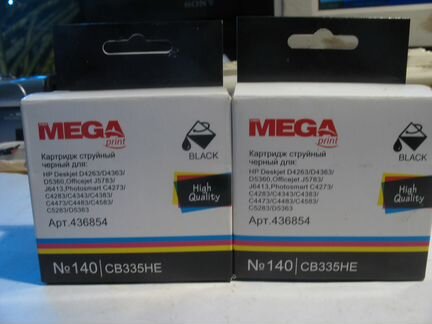 SONY
MEGA
print
Картридж струйный
черный для:
HP Deskjet D4263/D4363/
D5360,Officejet J5783/
J6413,Photosmart C4273/
C4283/C4343/C4383/
C4473/C4483/C4583/
C5283/D5363
Арт.436854
BLACK
High
Quality
№140 CB335HE
MEGA
print
Картридж струйный
черный для:
HP Deskjet D4263/D4363/
D5360,Officejet J5783/
J6413,Photosmart C4273/
C4283/C4343/C4383/
C4473/C4483/C4583/
C5283/D5363
Арт.436854
BLACK
High
Quality
№140 CB335HE